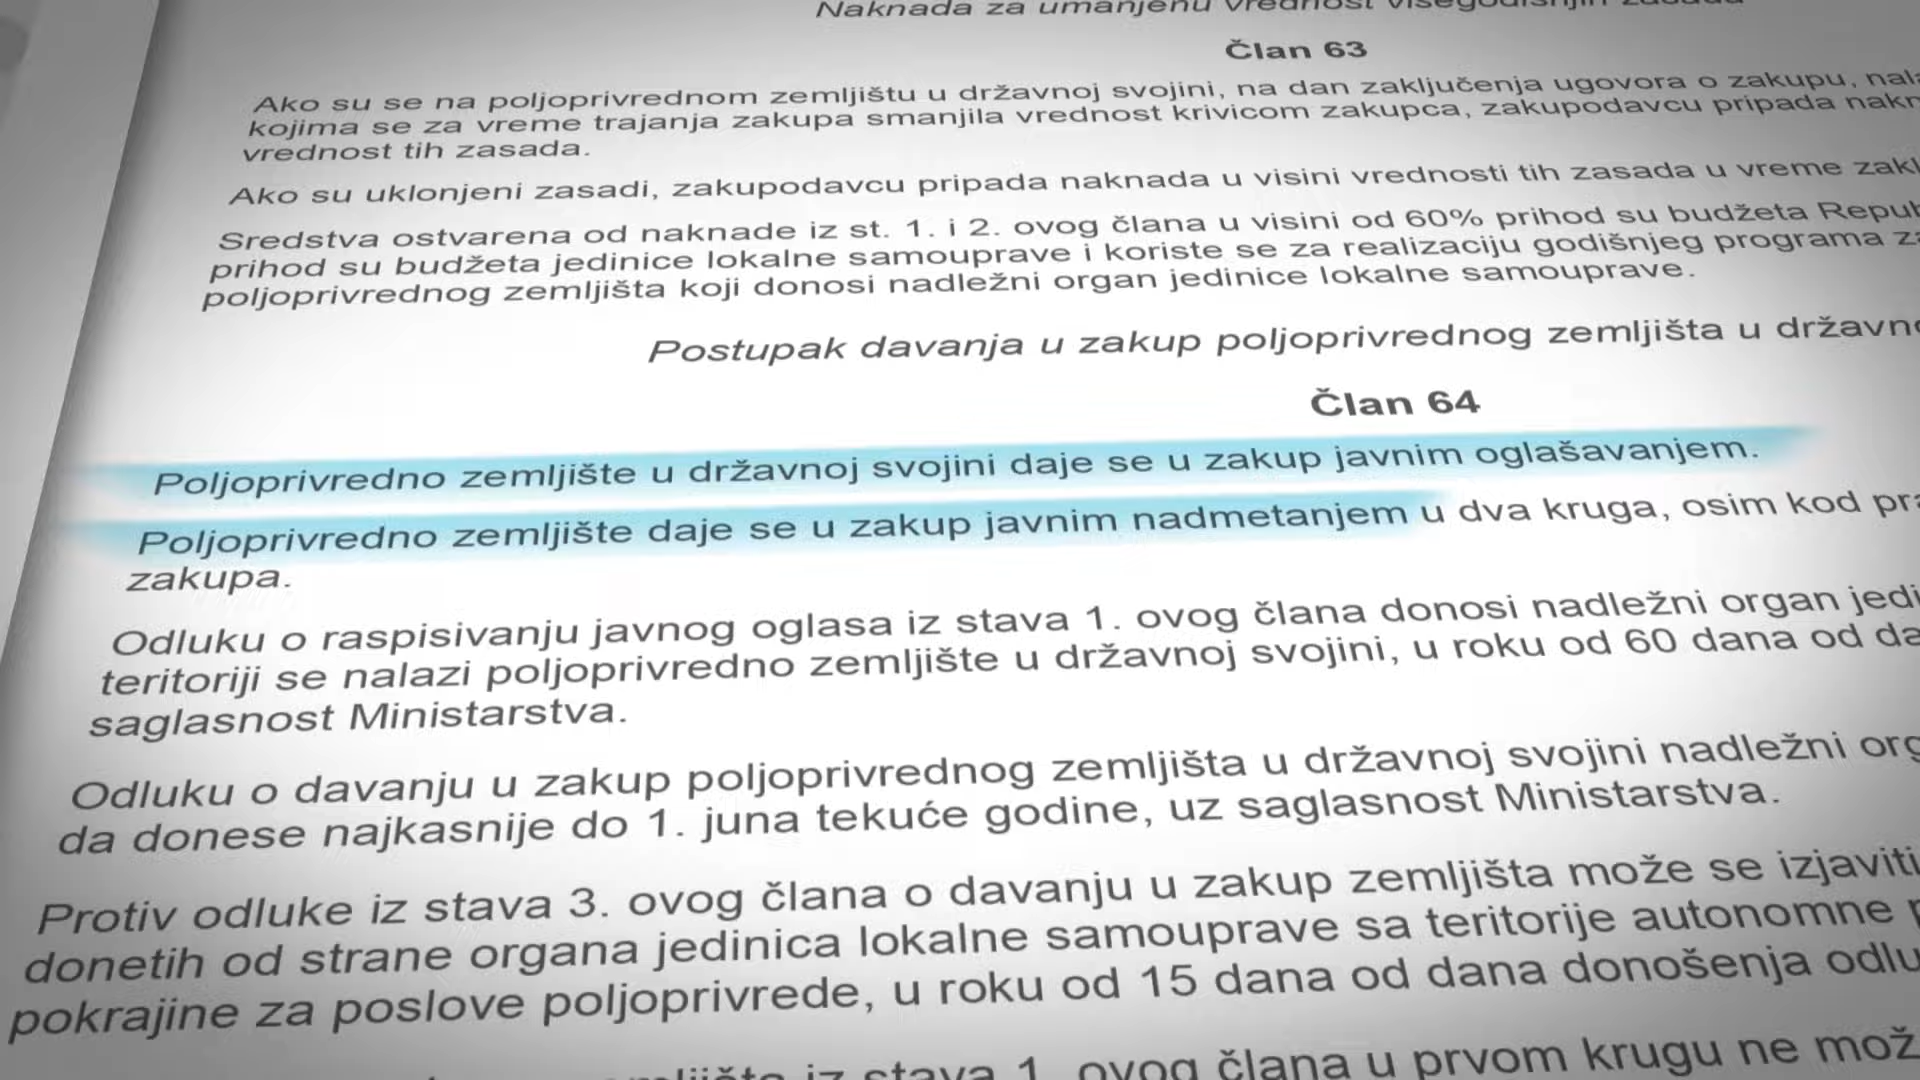 Naknada za umanjenu vrednost višegodišnjih zasada
Član 63
Ako su se na poljoprivrednom zemljištu u državnoj svojini, na dan zaključenja ugovora o zakupu,
kojima se za vreme trajanja zakupa smanjila vrednost krivicom zakupca, zakupodavcu pripada
vrednost tih zasada.
Ako su uklonjeni zasadi, zakupodavcu pripada naknada u visini vrednosti tih zasada u vreme
Sredstva ostvarena od naknade iz st. 1. i 2. ovog člana u visini od 60% prihod su budžeta
prihod su budžeta jedinice lokalne samouprave i koriste se za realizaciju godišnjeg programa
poljoprivrednog zemljišta koji donosi nadležni organ jedinice lokalne samouprave.
Postupak davanja u zakup poljoprivrednog zemljišta u
Član 64
Poljoprivredno zemljište u državnoj svojini daje se u zakup javnim oglašavanjem.
Poljoprivredno zemljište daje se u zakup javnim nadmetanjem u dva kruga, osim kod
zakupa.
Odluku o raspisivanju javnog oglasa iz stava 1. ovog člana donosi nadležni organ
teritoriji se nalazi poljoprivredno zemljište u državnoj svojini, u roku od 60 dana od
saglasnost Ministarstva.
Odluku o davanju u zakup poljoprivrednog zemljišta u državnoj svojini nadležni
da donese najkasnije do 1. juna tekuće godine, uz saglasnost Ministarstva.
Protiv odluke iz stava 3. ovog člana o davanju u zakup zemljišta može se izjaviti
donetih od strane organa jedinica lokalne samouprave sa teritorije autonomne
pokrajine za poslove poljoprivrede, u roku od 15 dana od dana donošenja
iz stava 1. ovog člana u prvom krugu ne